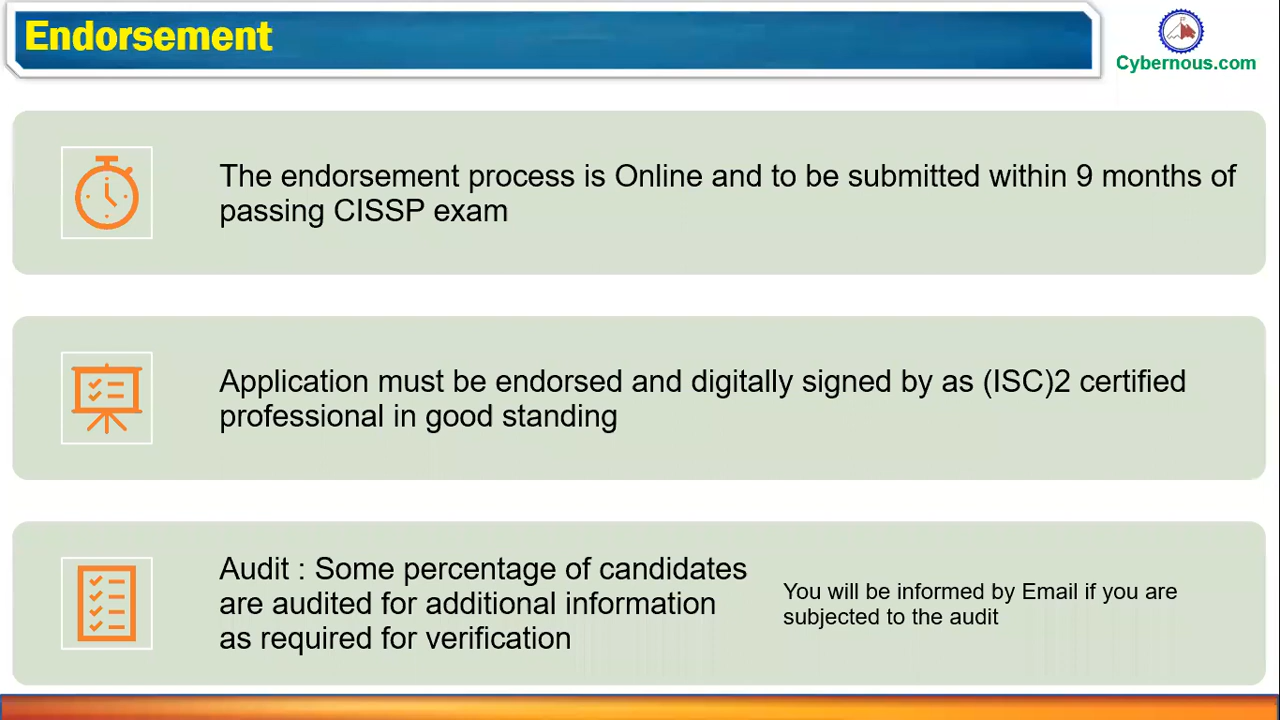 Endorsement
Cybernous.com
The endorsement process is Online and to be submitted within 9 months of
passing CISSP exam
Application must be endorsed and digitally signed by as (ISC)2 certified
professional in good standing
Audit : Some percentage of candidates
are audited for additional information
as required for verification
You will be informed by Email if you are
subjected to the audit